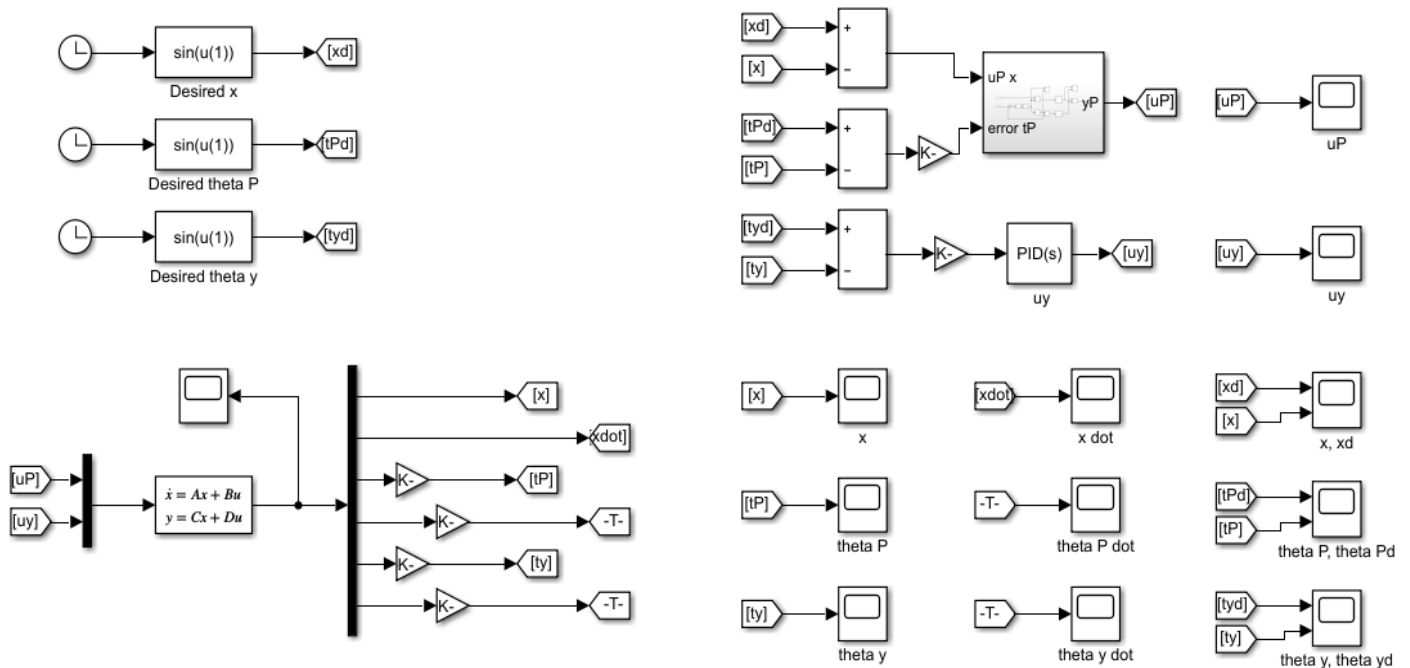 sin(u(1))
[xd]
Desired x
sin(u(1))
[tPd]
Desired theta P
sin(u(1))
[tyd]
Desired theta y
[xd]
+
[x]
−
uP x
yP
error tP
[uP]
[tPd]
+
[tP]
−
K-
[uP]
uP
[tyd]
+
[ty]
−
K-
PID(s)
uy
[uy]
[uy]
uy
[uP]
[uy]
ẋ = Ax + Bu
y = Cx + Du
[x]
[xdot]
K-
[tP]
K-
-T-
K-
[ty]
K-
-T-
[x]
x
[xdot]
x dot
[xd]
[x]
x, xd
[tP]
theta P
-T-
theta P dot
[tPd]
[tP]
theta P, theta Pd
[ty]
theta y
-T-
theta y dot
[tyd]
[ty]
theta y, theta yd